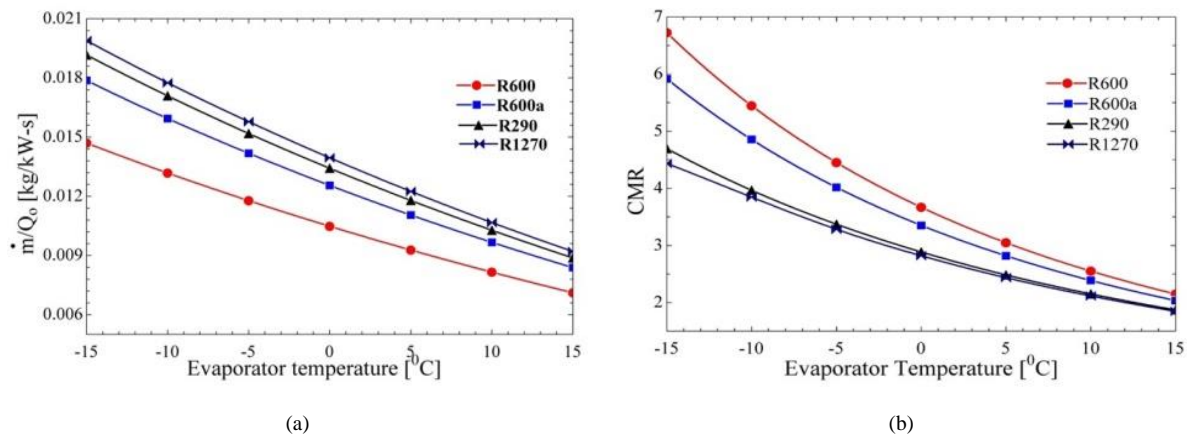 0.021
0.018
0.015
0.012
0.009
0.006
ṁ/Qₒ [kg/kW-s]
R600
R600a
R290
R1270
-15 -10 -5 0 5 10 15
Evaporator temperature [⁰C]
(a)
7
6
5
4
3
2
CMR
R600
R600a
R290
R1270
-15 -10 -5 0 5 10 15
Evaporator Temperature [⁰C]
(b)